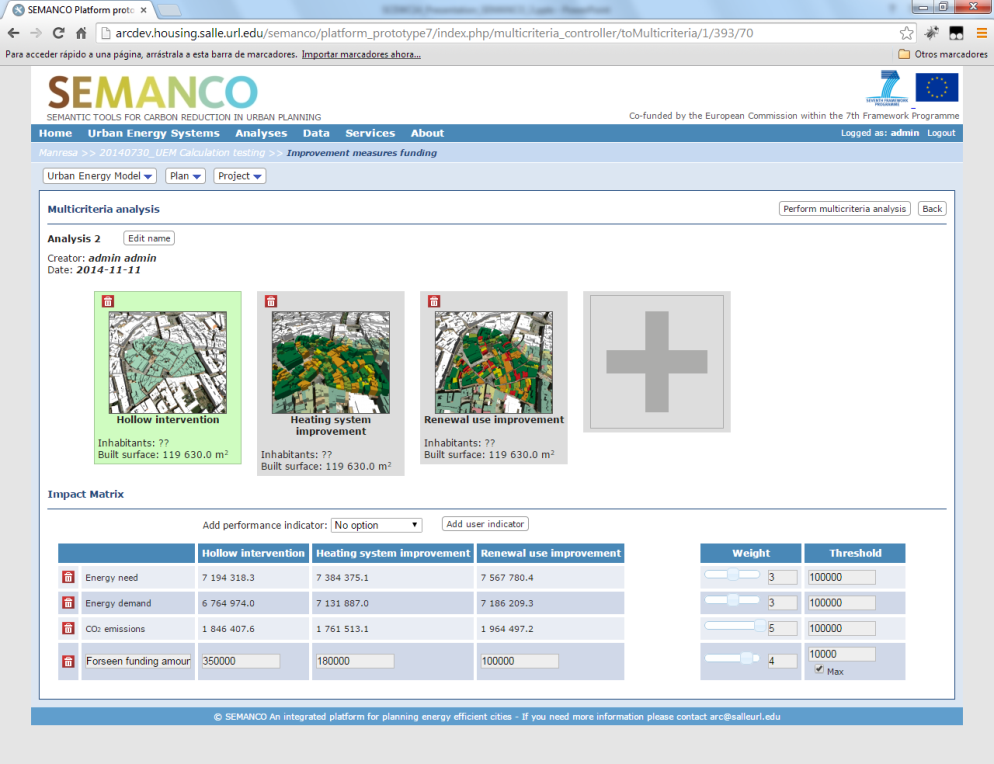 SEMANCO Platform proto
arcdev.housing.salle.url.edu/semanco/platform_prototype7/index.php/multicriteria_controller/toMulticriteria/1/393/70
Para acceder rápido a una página, arrástrala a esta barra de marcadores. Importar marcadores ahora...
Otros marcadores
SEMANCO
SEMANTIC TOOLS FOR CARBON REDUCTION IN URBAN PLANNING
SEVENTH FRAMEWORK PROGRAMME
Co-funded by the European Commission within the 7th Framework Programme
Home Urban Energy Systems Analyses Data Services About
Logged as: admin Logout
Manresa >> 20140730_UEM Calculation testing >> Improvement measures funding
Urban Energy Model Plan Project
Multicriteria analysis
Perform multicriteria analysis Back
Analysis 2 Edit name
Creator: admin admin
Date: 2014-11-11
Hollow intervention
Inhabitants: ??
Built surface: 119 630.0 m²
Heating system
improvement
Inhabitants: ??
Built surface: 119 630.0 m²
Renewal use improvement
Inhabitants: ??
Built surface: 119 630.0 m²
Impact Matrix
Add performance indicator: No option Add user indicator
Hollow intervention Heating system improvement Renewal use improvement Weight Threshold
Energy need 7 194 318.3 7 384 375.1 7 567 780.4 3 100000
Energy demand 6 764 974.0 7 131 887.0 7 186 209.3 3 100000
CO₂ emissions 1 846 407.6 1 761 513.1 1 964 497.2 5 100000
Forseen funding amour 350000 180000 100000 4 10000
Max
© SEMANCO An integrated platform for planning energy efficient cities - If you need more information please contact arc@salleurl.edu